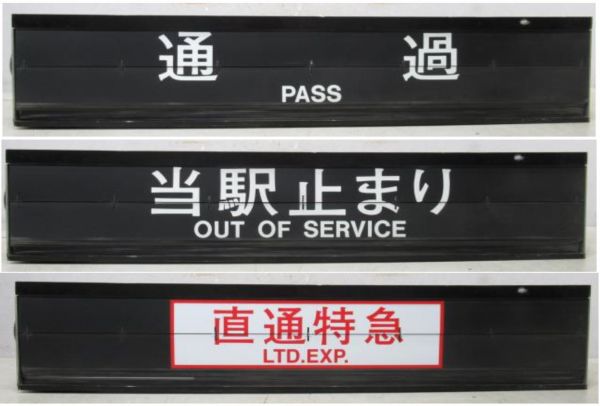 通過
PASS
当駅止まり
OUT OF SERVICE
直通特急
LTD.EXP.